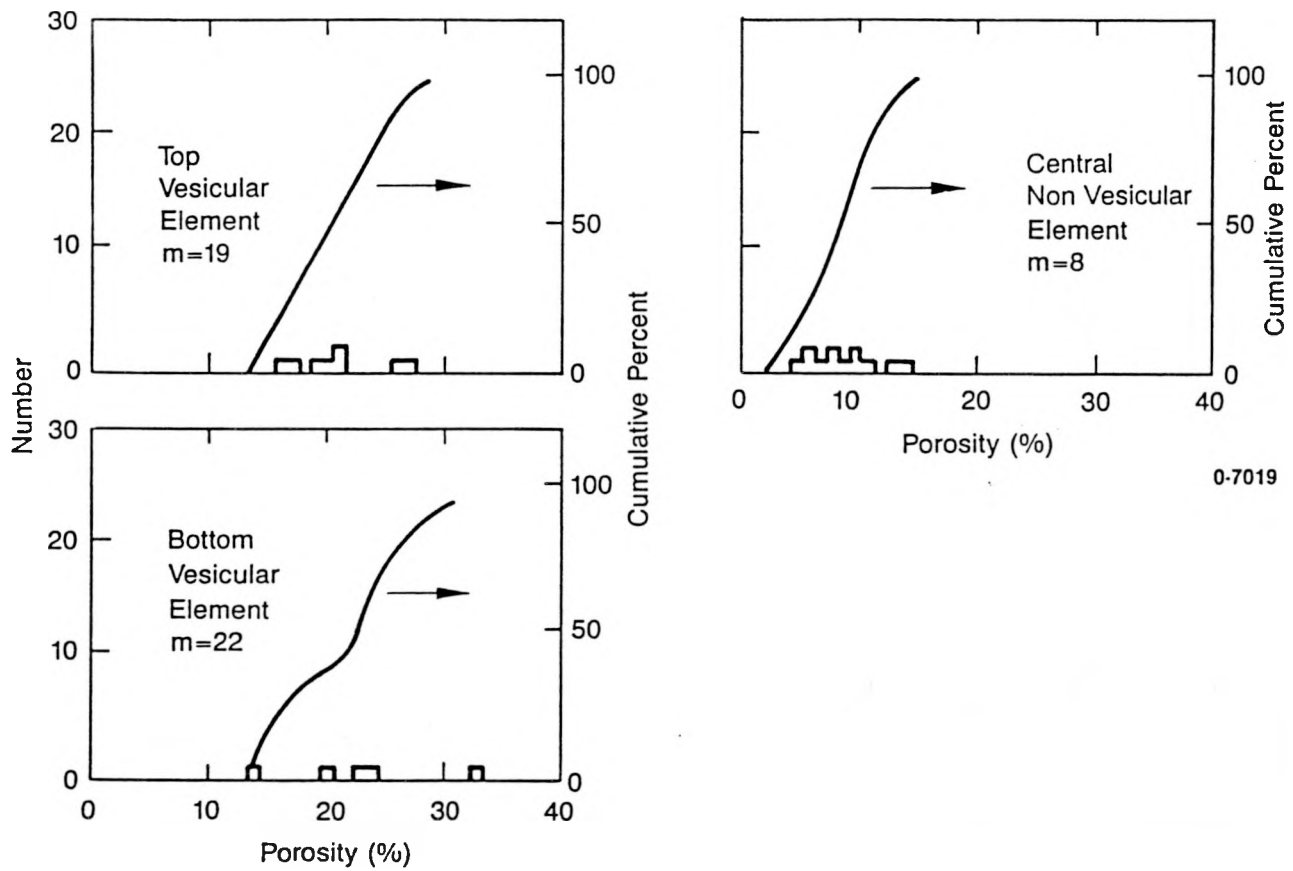 30
20
10
0
Number
Top
Vesicular
Element
m=19
100
50
0
Cumulative Percent
30
20
10
0
Bottom
Vesicular
Element
m=22
100
50
0
0 10 20 30 40
Porosity (%)
Central
Non Vesicular
Element
m=8
100
50
0
Cumulative Percent
0 10 20 30 40
Porosity (%)
0-7019